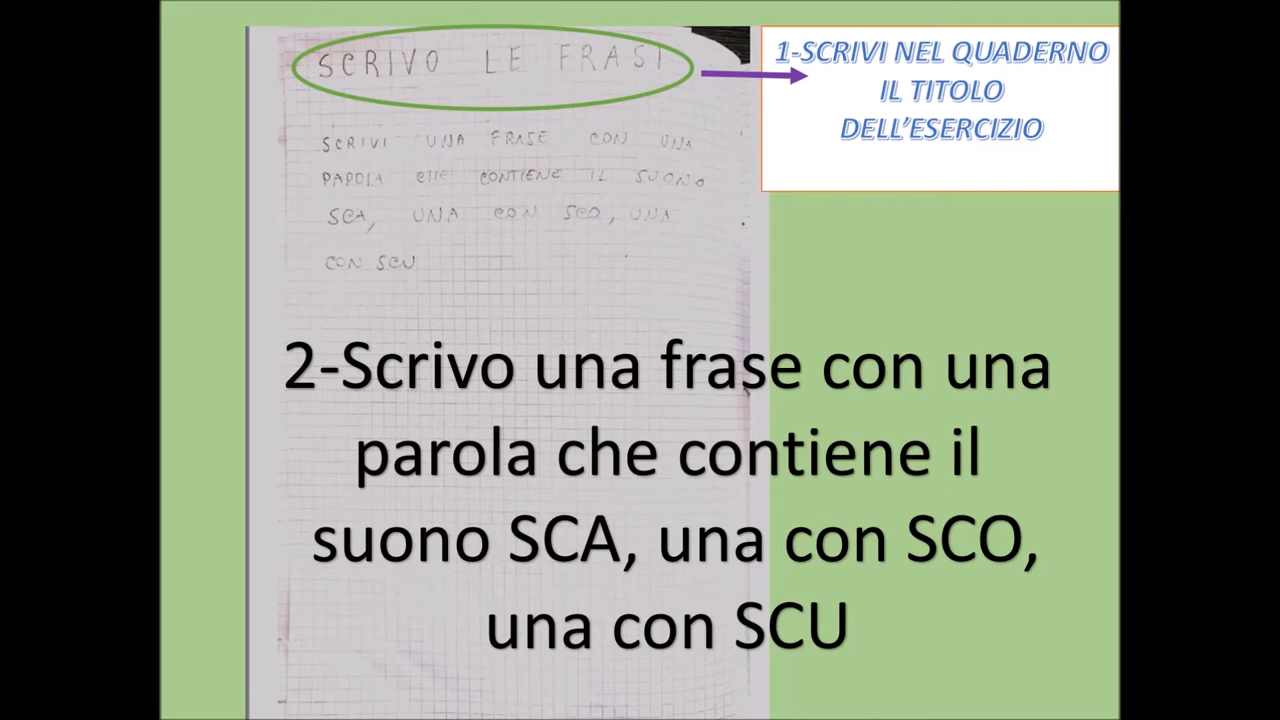 SCRIVO LE FRASI
1-SCRIVI NEL QUADERNO
IL TITOLO
DELL'ESERCIZIO
SCRIVI UNA FRASE CON UNA
PAROLA CHE CONTIENE IL SUONO
SCA, UNA CON SCO, UNA
CON SCU
2-Scrivo una frase con una
parola che contiene il
suono SCA, una con SCO,
una con SCU